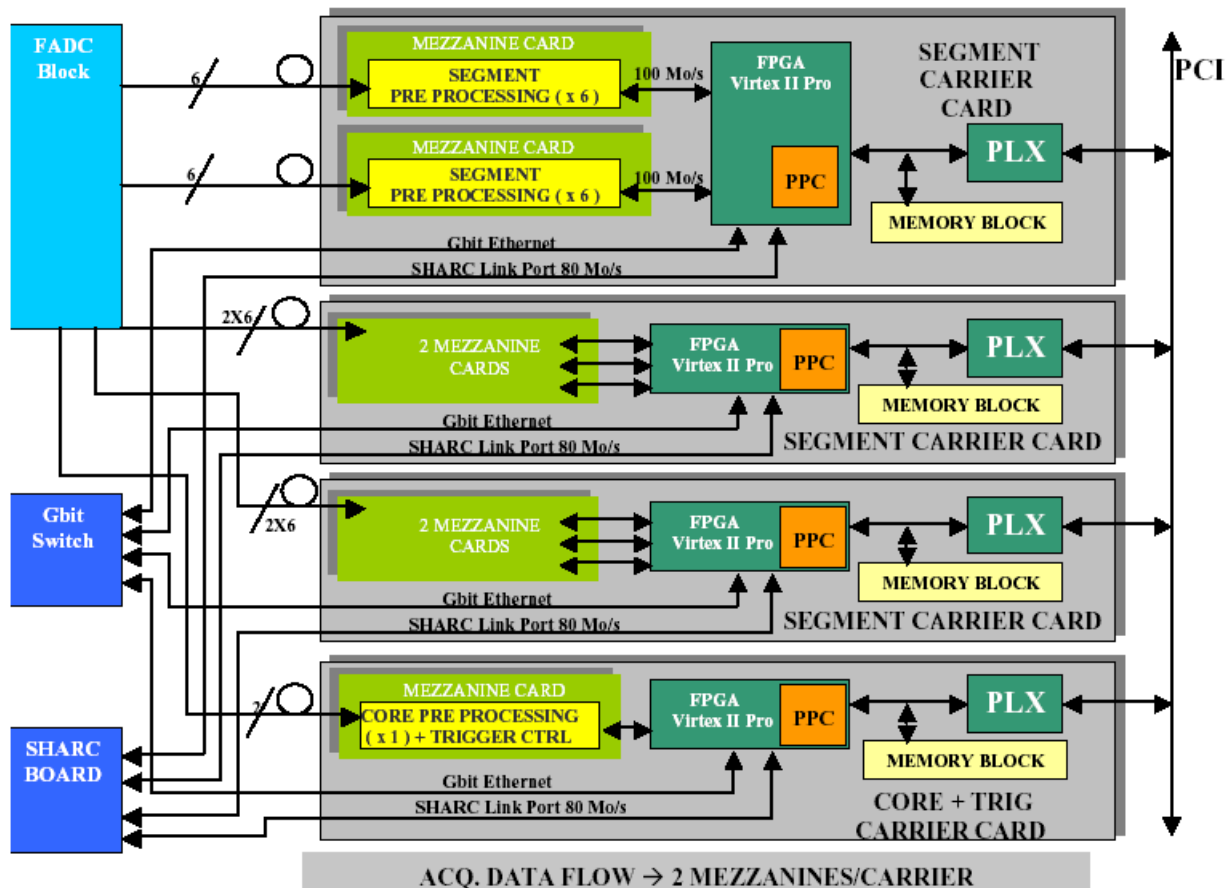 FADC
Block
6
6
MEZZANINE CARD
SEGMENT
PRE PROCESSING ( x 6 )
100 Mo/s
MEZZANINE CARD
SEGMENT
PRE PROCESSING ( x 6 )
100 Mo/s
FPGA
Virtex II Pro
PPC
SEGMENT
CARRIER
CARD
PLX
MEMORY BLOCK
PCI
Gbit Ethernet
SHARC Link Port 80 Mo/s
2X6
2 MEZZANINE
CARDS
FPGA
Virtex II Pro
PPC
PLX
MEMORY BLOCK
Gbit Ethernet
SHARC Link Port 80 Mo/s
SEGMENT CARRIER CARD
Gbit
Switch
2X6
2 MEZZANINE
CARDS
FPGA
Virtex II Pro
PPC
PLX
MEMORY BLOCK
Gbit Ethernet
SHARC Link Port 80 Mo/s
SEGMENT CARRIER CARD
SHARC
BOARD
2
MEZZANINE CARD
CORE PRE PROCESSING
( x 1 ) + TRIGGER CTRL
FPGA
Virtex II Pro
PPC
PLX
MEMORY BLOCK
Gbit Ethernet
SHARC Link Port 80 Mo/s
CORE + TRIG
CARRIER CARD
ACQ. DATA FLOW → 2 MEZZANINES/CARRIER